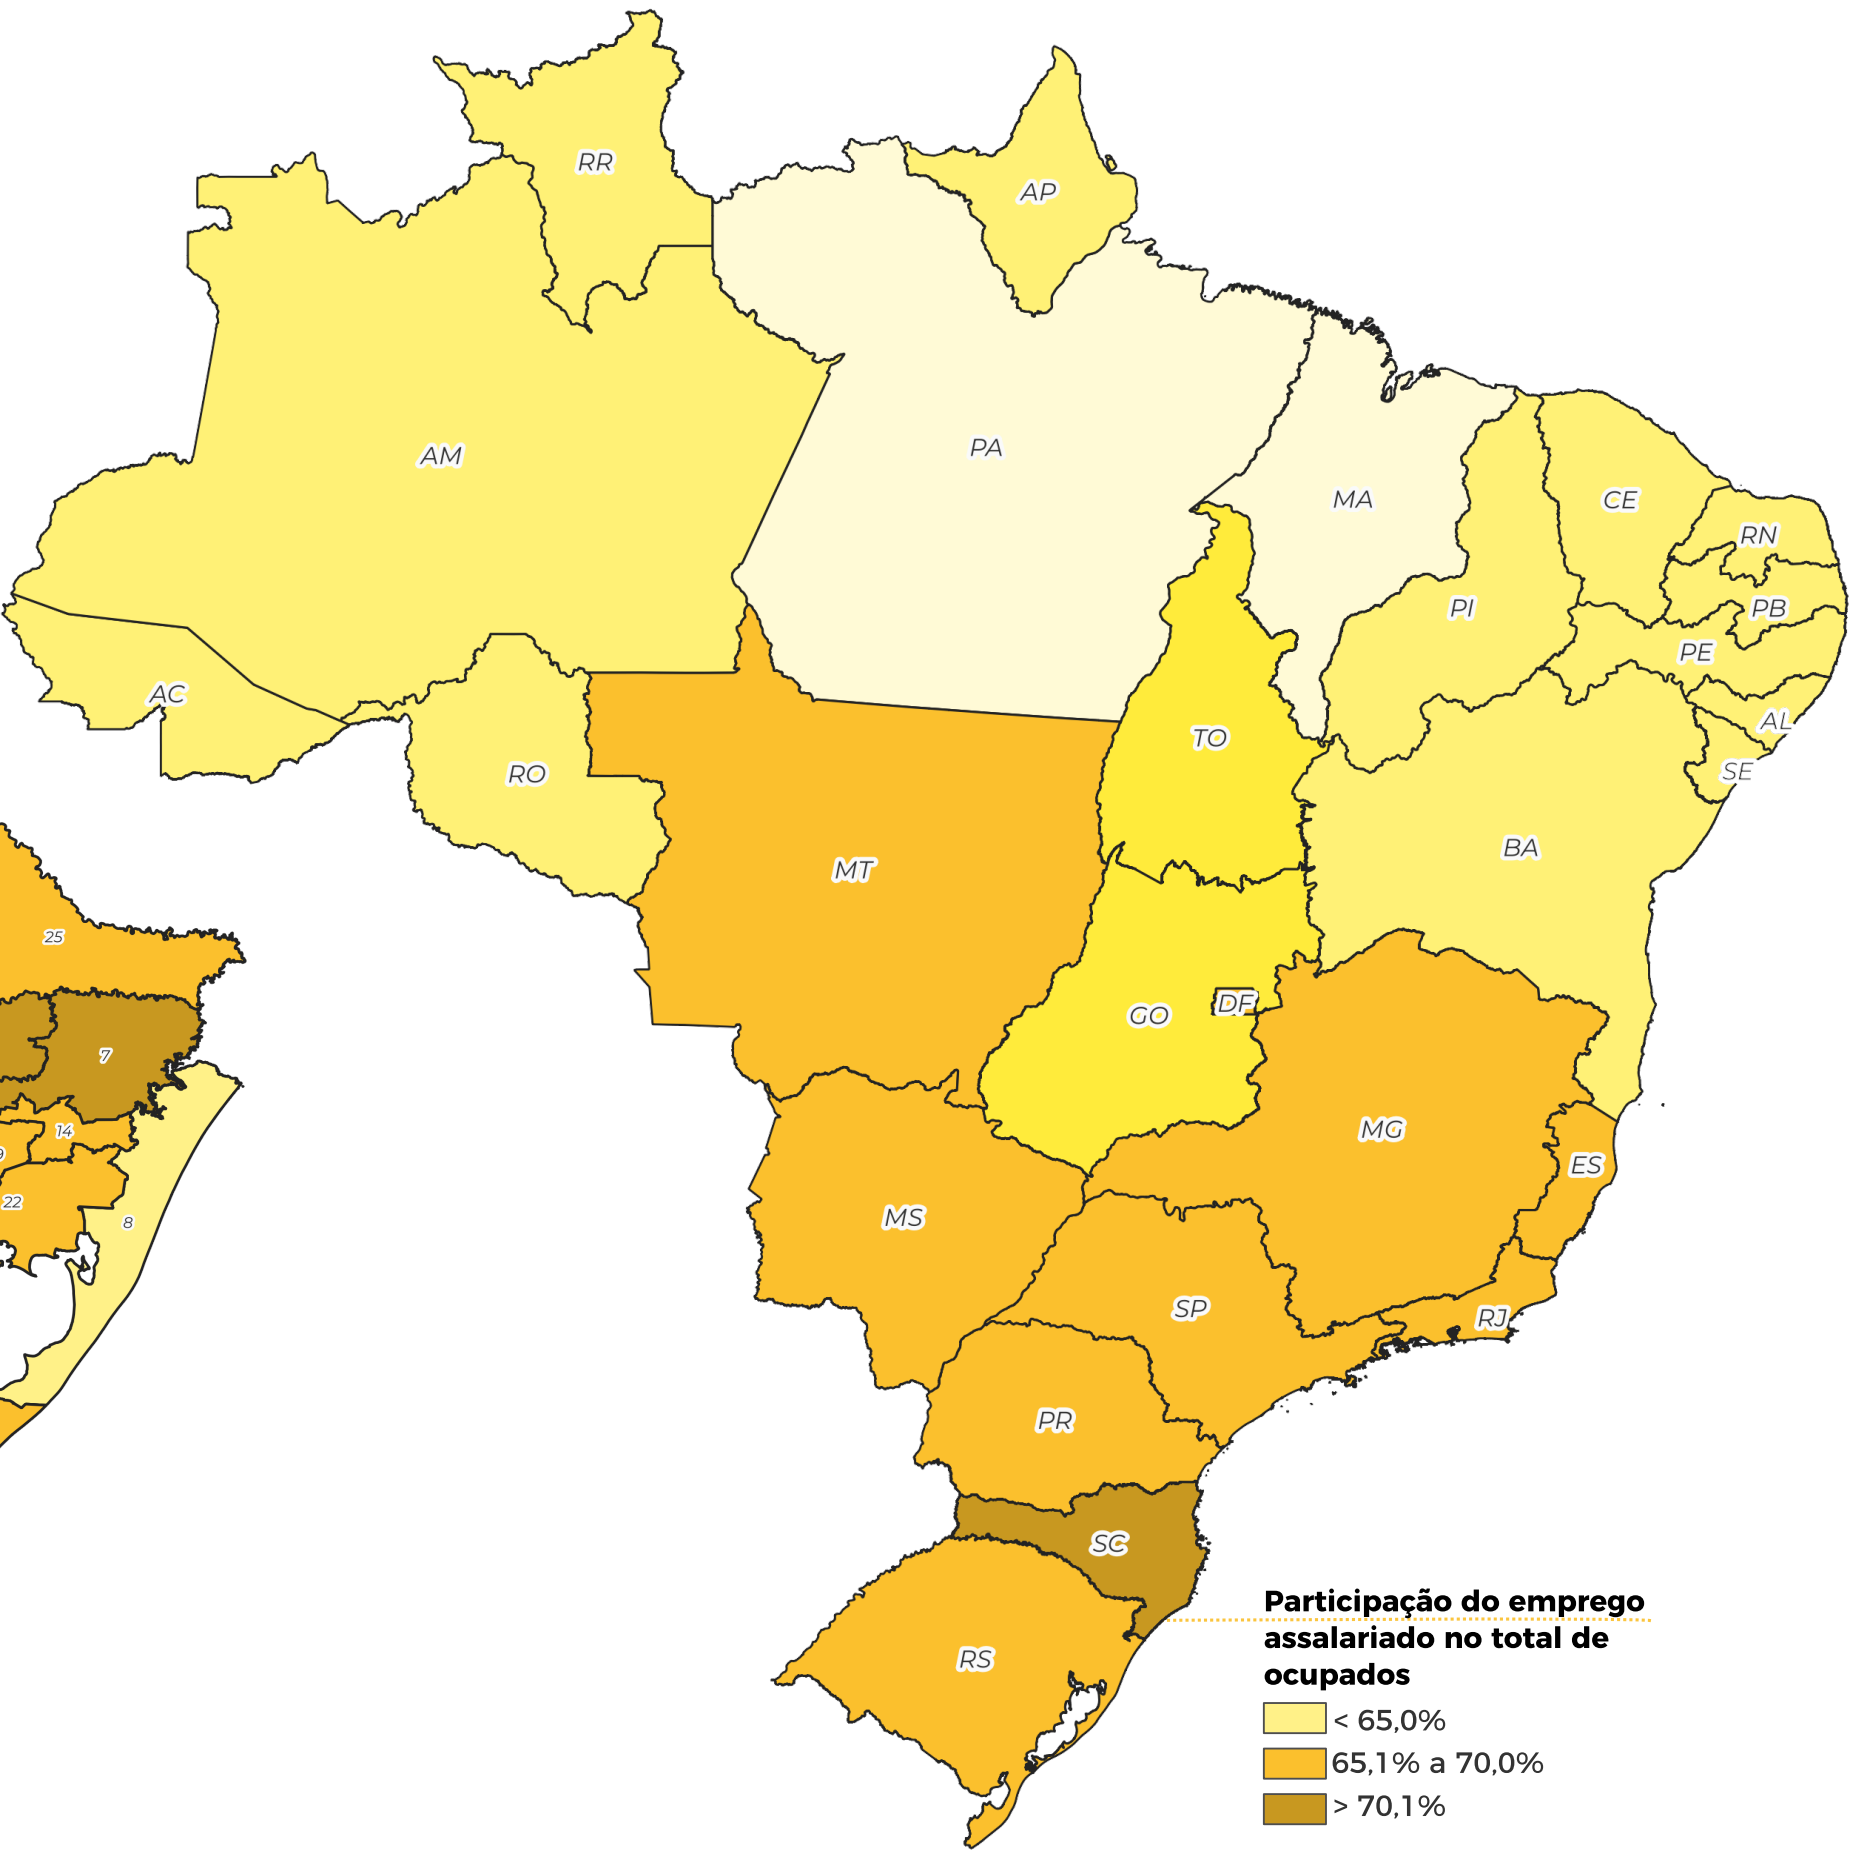 RR
AP
AM
PA
MA
CE
RN
PI
PB
PE
AC
AL
TO
SE
RO
BA
MT
25
DF
GO
7
MG
14
9
ES
22
MS
8
SP
RJ
PR
SC
RS
Participação do emprego
assalariado no total de
ocupados
< 65,0%
65,1% a 70,0%
> 70,1%